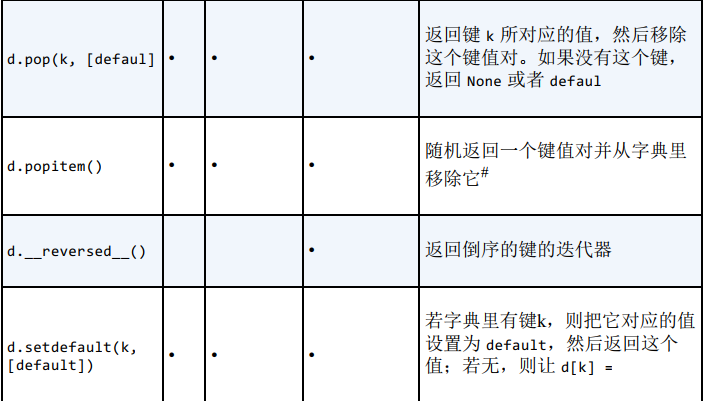 d.pop(k, [defaul] • • • 返回键 k 所对应的值，然后移除
这个键值对。如果没有这个键，
返回 None 或者 defaul
d.popitem() • • • 随机返回一个键值对并从字典里
移除它#
d.__reversed__() • 返回倒序的键的迭代器
d.setdefault(k,
[default]) • • • 若字典里有键k，则把它对应的值
设置为 default，然后返回这个
值；若无，则让 d[k] =